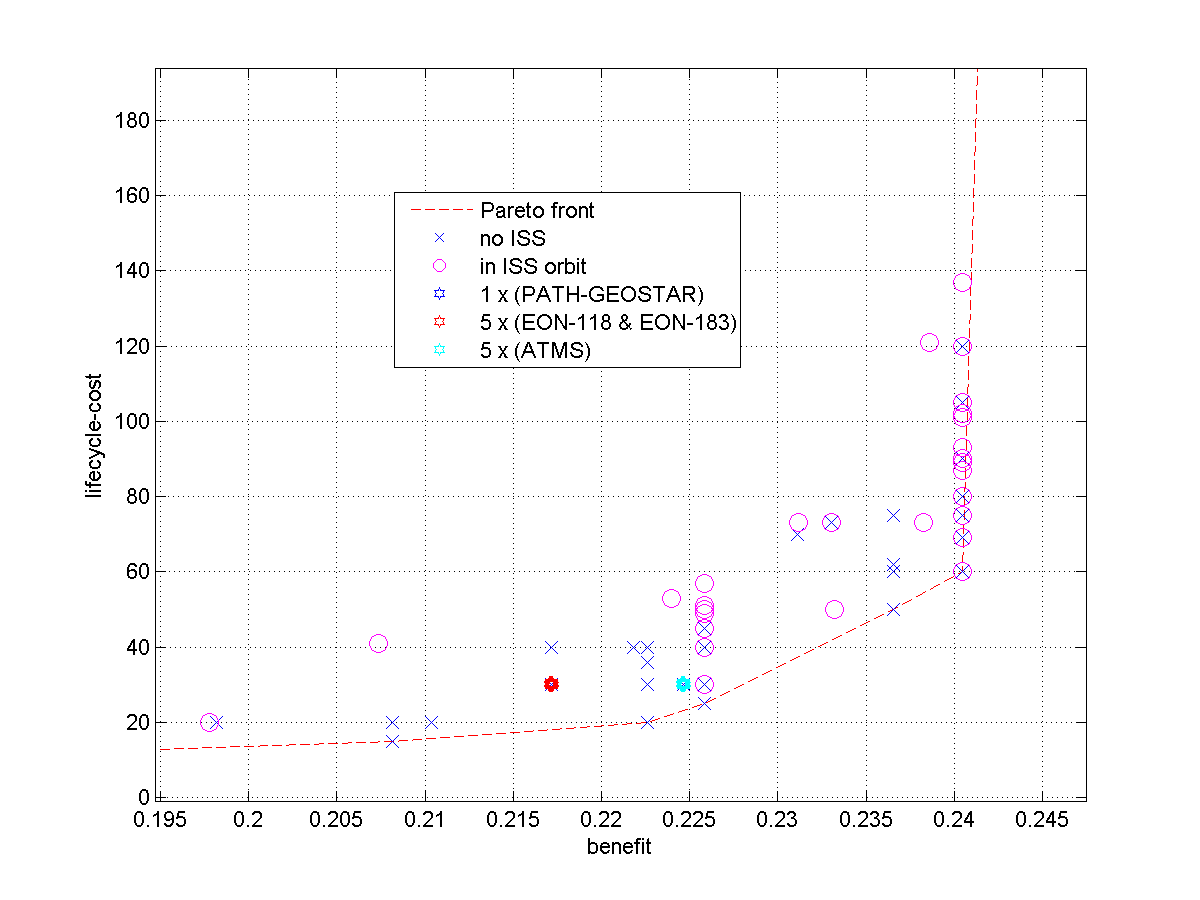 180
160
140
120
100
80
60
40
20
0
lifecycle-cost
Pareto front
no ISS
in ISS orbit
1 x (PATH-GEOSTAR)
5 x (EON-118 & EON-183)
5 x (ATMS)
0.195 0.2 0.205 0.21 0.215 0.22 0.225 0.23 0.235 0.24 0.245
benefit